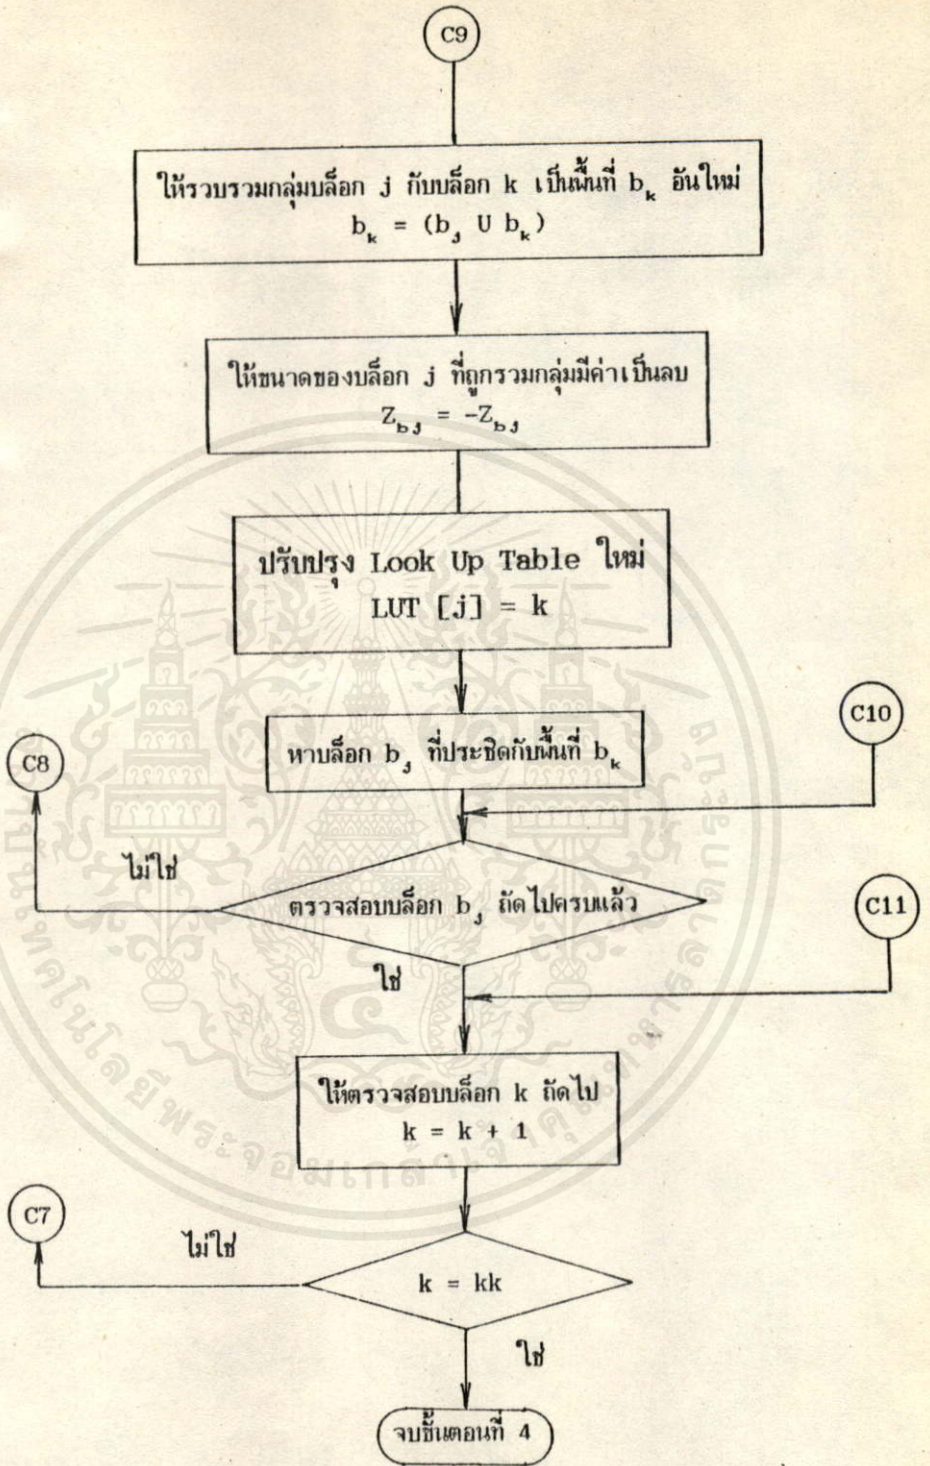 C9
ให้รวบรวมกลุ่มบล็อก j กับบล็อก k เป็นพื้นที่ b_k อันใหม่
b_k = (b_j U b_k)
ให้ขนาดของบล็อก j ที่ถูกรวมกลุ่มมีค่าเป็นลบ
Z_bj = -Z_bj
ปรับปรุง Look Up Table ใหม่
LUT [j] = k
C10
หาบล็อก b_j ที่ประชิดกับพื้นที่ b_k
C8
ไม่ใช่
ตรวจสอบบล็อก b_j ถัดไปครบแล้ว
C11
ใช่
ให้ตรวจสอบบล็อก k ถัดไป
k = k + 1
C7
ไม่ใช่
k = kk
ใช่
จบขั้นตอนที่ 4